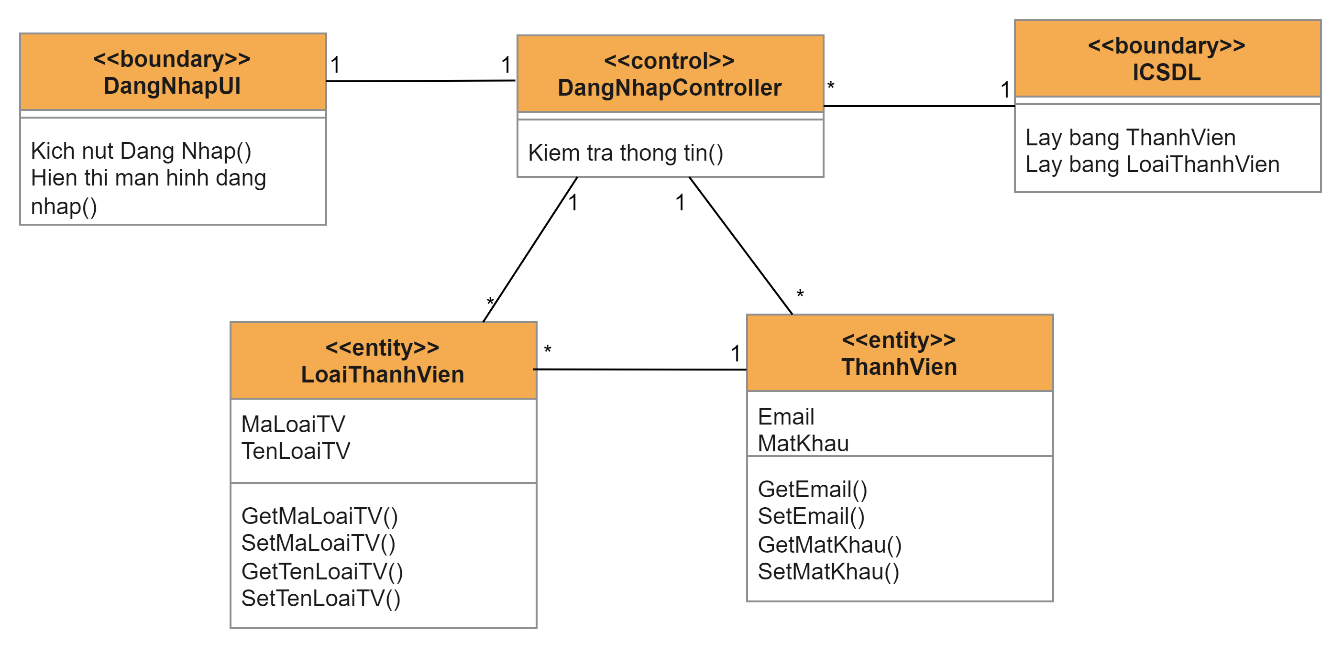 <<boundary>>
DangNhapUI
Kich nut Dang Nhap()
Hien thi man hinh dang
nhap()
1
1
<<control>>
DangNhapController
Kiem tra thong tin()
*
1
<<boundary>>
ICSDL
Lay bang ThanhVien
Lay bang LoaiThanhVien
1
1
*
*
<<entity>>
LoaiThanhVien
MaLoaiTV
TenLoaiTV
GetMaLoaiTV()
SetMaLoaiTV()
GetTenLoaiTV()
SetTenLoaiTV()
*
1
<<entity>>
ThanhVien
Email
MatKhau
GetEmail()
SetEmail()
GetMatKhau()
SetMatKhau()